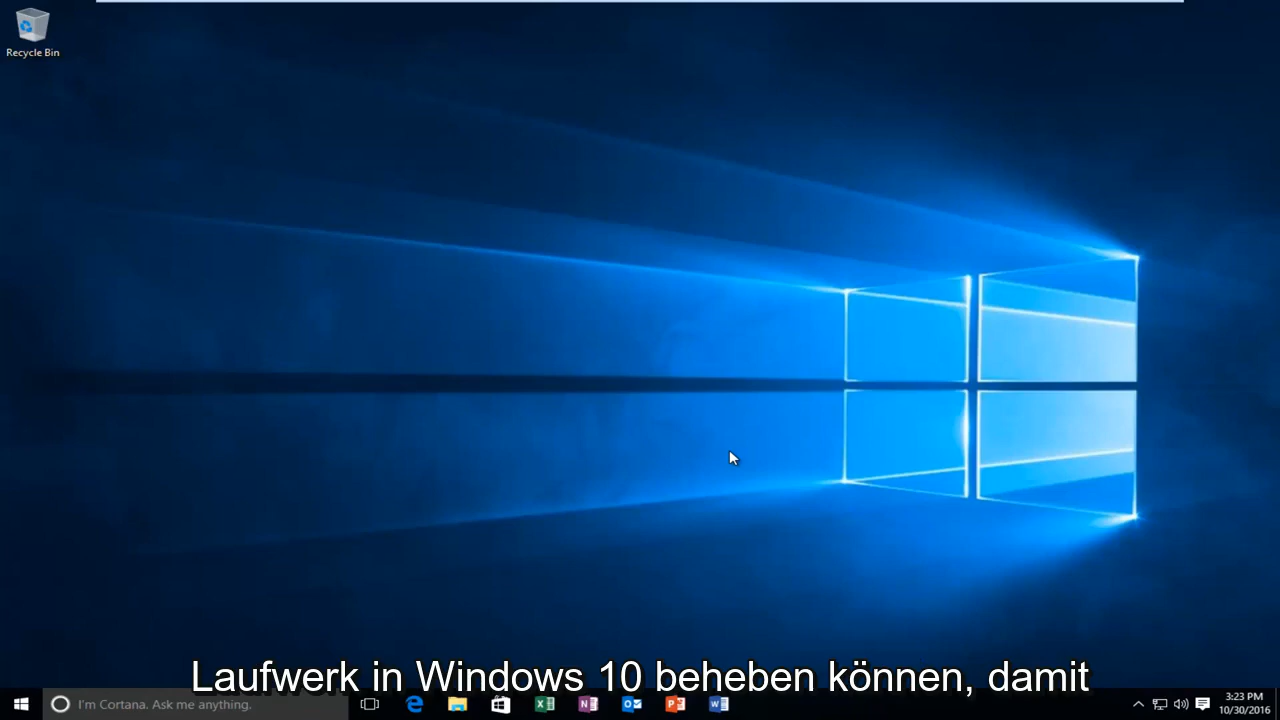 Recycle Bin
Laufwerk in Windows 10 beheben können, damit
I'm Cortana. Ask me anything.
3:23 PM
10/30/2016